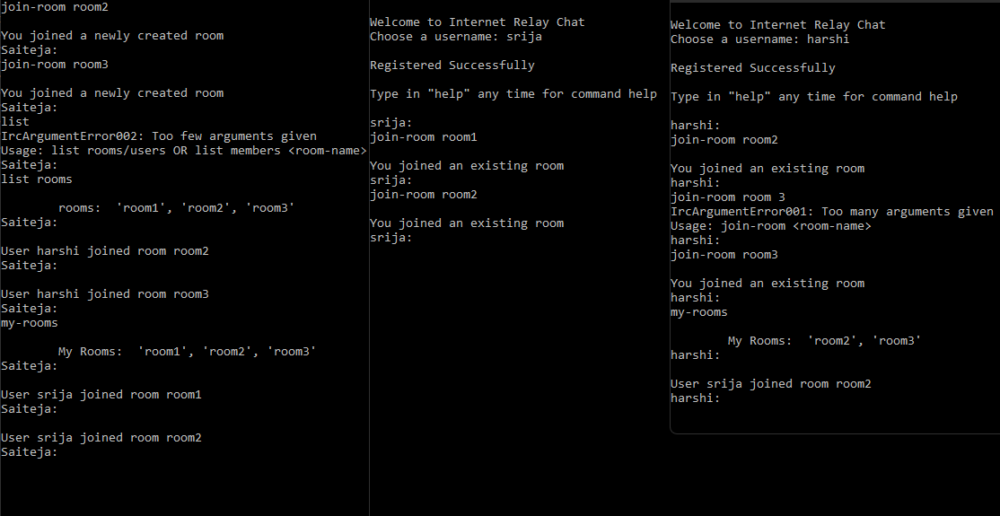 join-room room2
You joined a newly created room
Saiteja:
join-room room3
You joined a newly created room
Saiteja:
list
IrcArgumentError002: Too few arguments given
Usage: list rooms/users OR list members <room-name>
Saiteja:
list rooms
rooms:  'room1', 'room2', 'room3'
Saiteja:
User harshi joined room room2
Saiteja:
User harshi joined room room3
Saiteja:
my-rooms
My Rooms:  'room1', 'room2', 'room3'
Saiteja:
User srija joined room room1
Saiteja:
User srija joined room room2
Saiteja:
Welcome to Internet Relay Chat
Choose a username: srija
Registered Successfully
Type in "help" any time for command help
srija:
join-room room1
You joined an existing room
srija:
join-room room2
You joined an existing room
srija:
Welcome to Internet Relay Chat
Choose a username: harshi
Registered Successfully
Type in "help" any time for command help
harshi:
join-room room2
You joined an existing room
harshi:
join-room room 3
IrcArgumentError001: Too many arguments given
Usage: join-room <room-name>
harshi:
join-room room3
You joined an existing room
harshi:
my-rooms
My Rooms:  'room2', 'room3'
harshi:
User srija joined room room2
harshi: